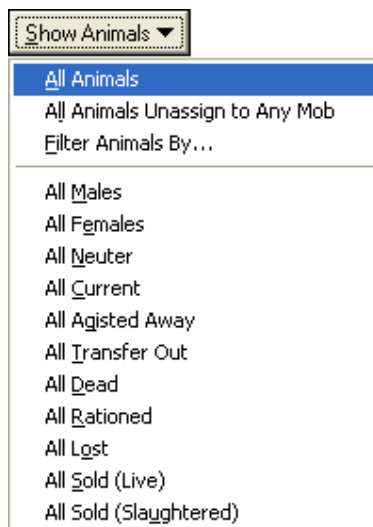 Show Animals
All Animals
All Animals Unassign to Any Mob
Filter Animals By...
All Males
All Females
All Neuter
All Current
All Agisted Away
All Transfer Out
All Dead
All Rationed
All Lost
All Sold (Live)
All Sold (Slaughtered)